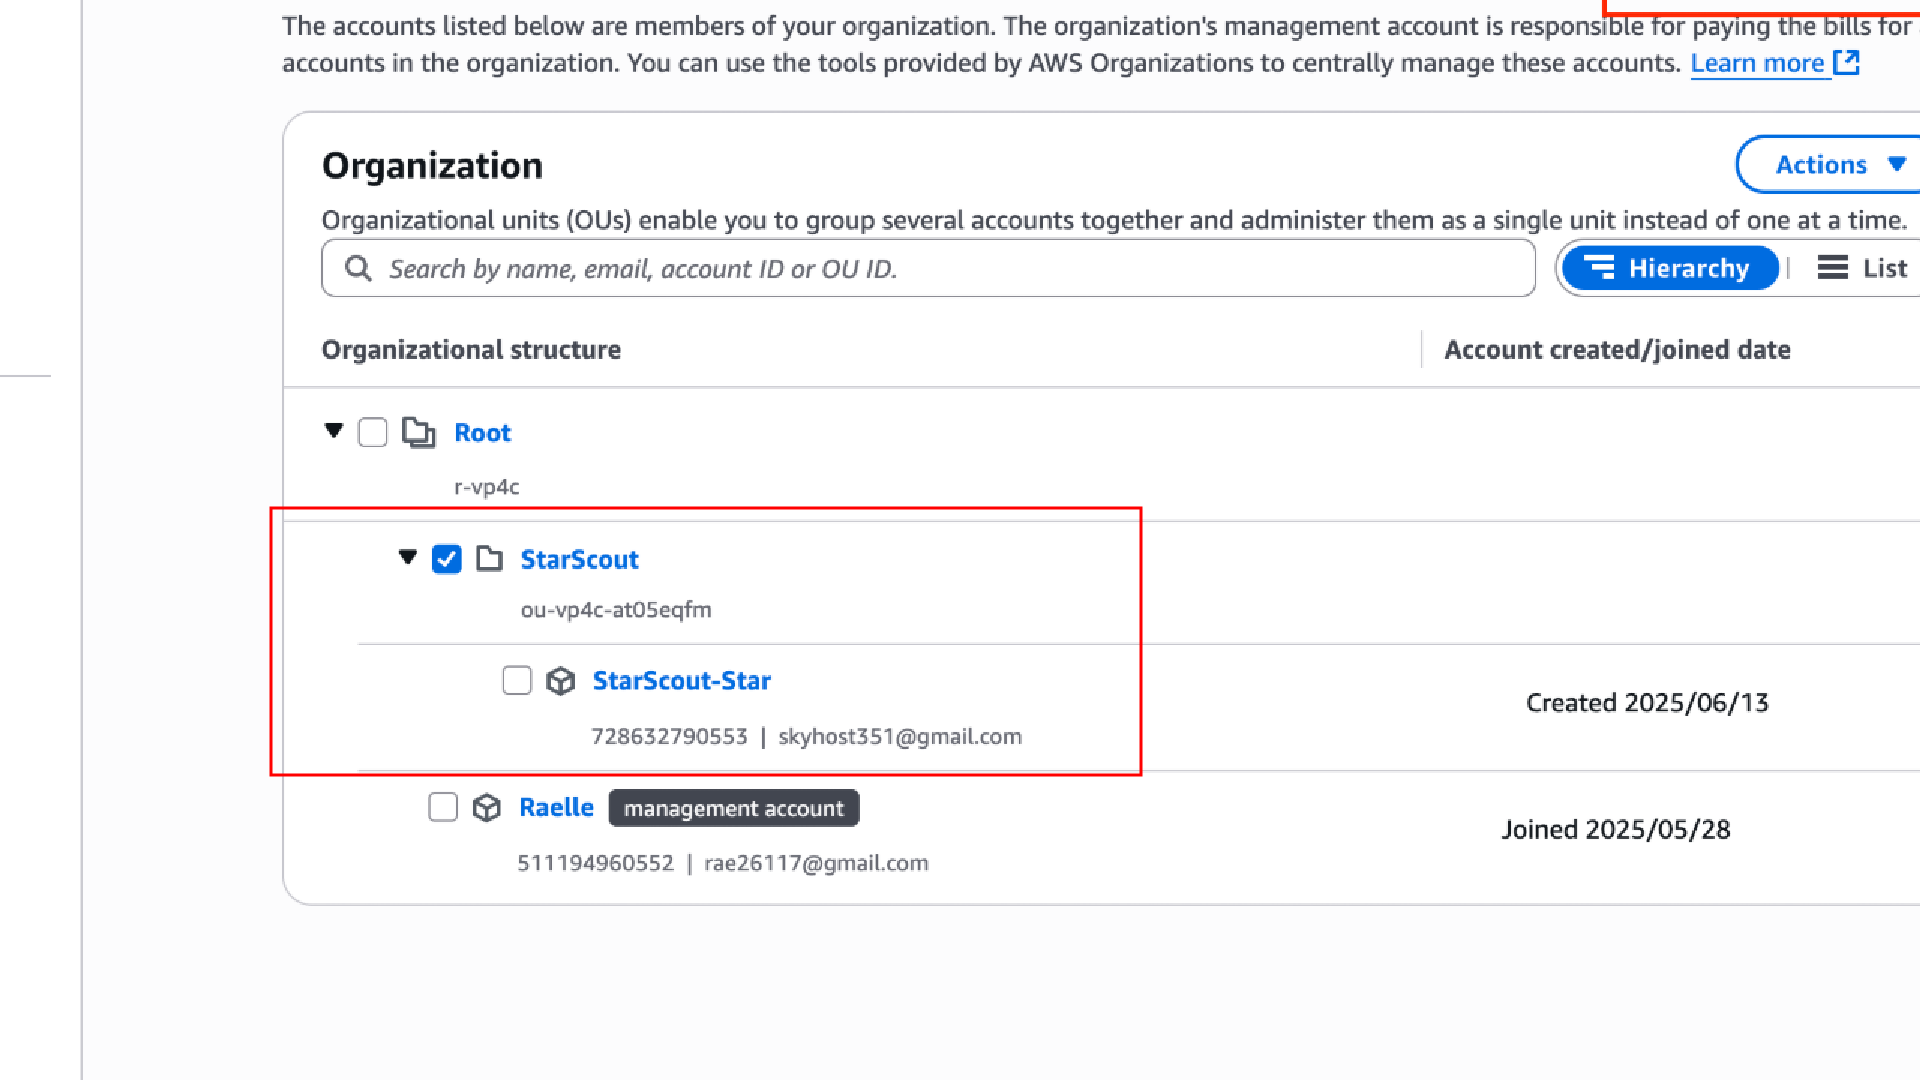 The accounts listed below are members of your organization. The organization's management account is responsible for paying the bills for
accounts in the organization. You can use the tools provided by AWS Organizations to centrally manage these accounts. Learn more
Organization
Actions
Organizational units (OUs) enable you to group several accounts together and administer them as a single unit instead of one at a time.
Search by name, email, account ID or OU ID.
Hierarchy | List
Organizational structure
Account created/joined date
Root
r-vp4c
StarScout
ou-vp4c-at05eqfm
StarScout-Star
Created 2025/06/13
728632790553 | skyhost351@gmail.com
Raelle management account
Joined 2025/05/28
511194960552 | rae26117@gmail.com